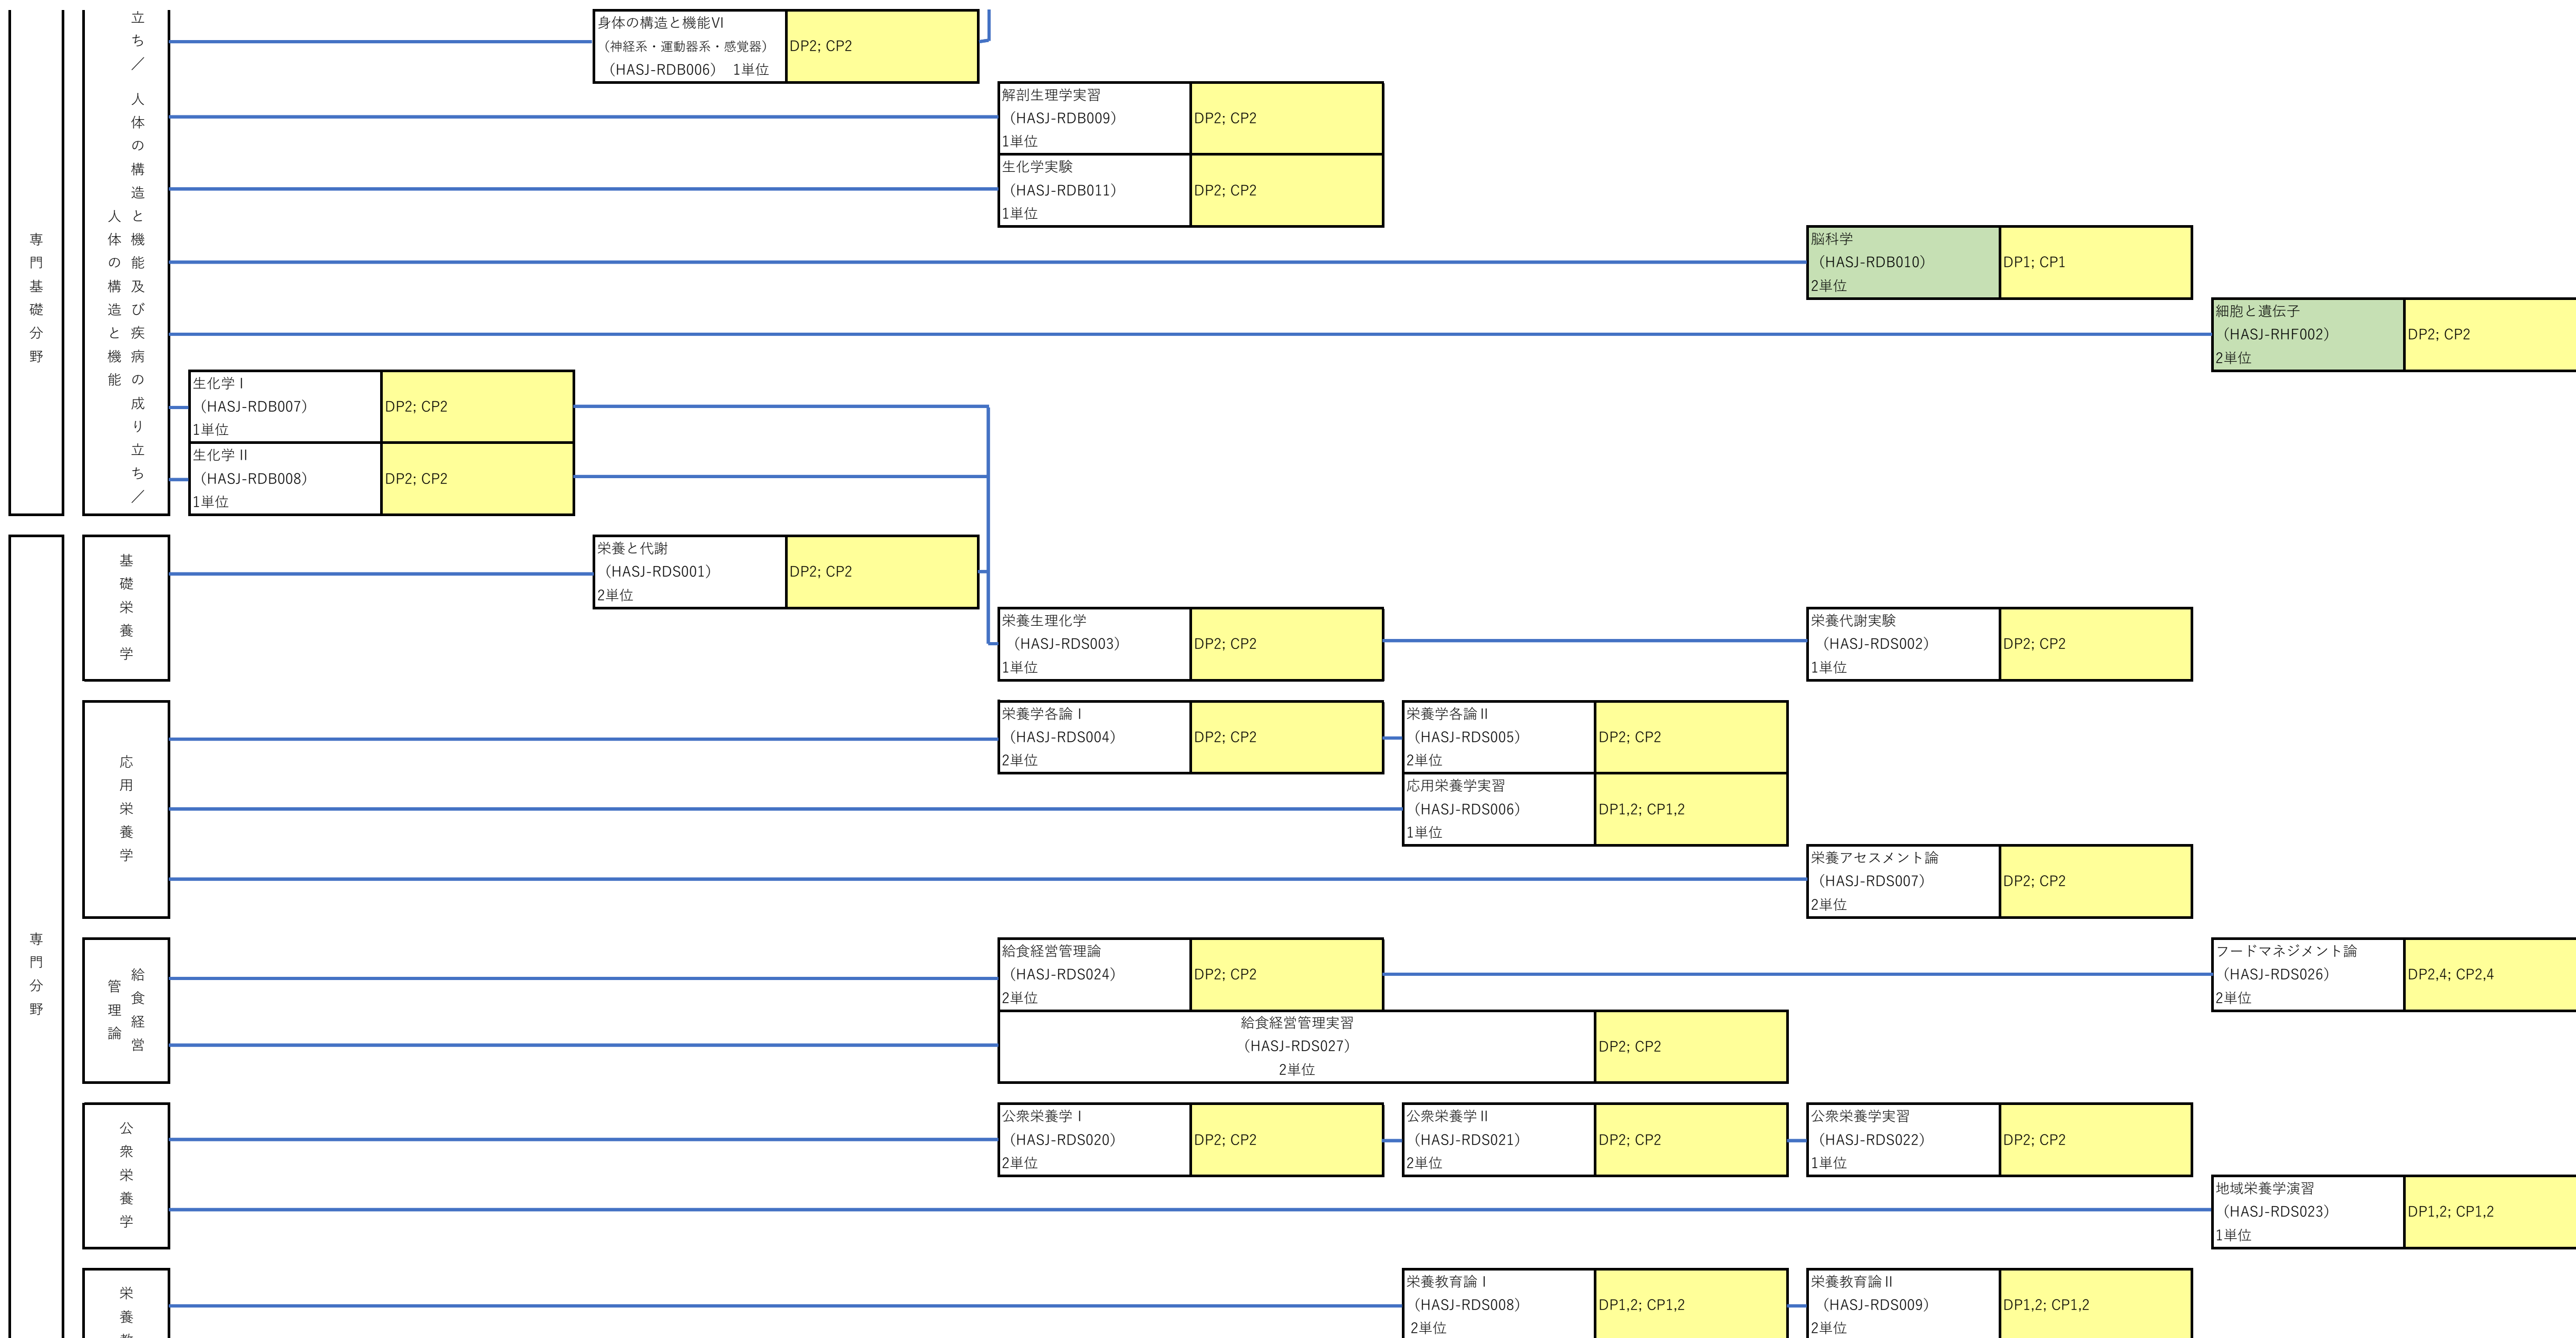 専門基礎分野
立ち／人体の構造と機能及び疾病の成り立ち／
人体の構造と機能
身体の構造と機能Ⅵ
（神経系・運動器系・感覚器）
（HASJ-RDB006） 1単位
DP2; CP2
解剖生理学実習
（HASJ-RDB009）
1単位
DP2; CP2
生化学実験
（HASJ-RDB011）
1単位
DP2; CP2
脳科学
（HASJ-RDB010）
2単位
DP1; CP1
細胞と遺伝子
（HASJ-RHF002）
2単位
DP2; CP2
生化学Ⅰ
（HASJ-RDB007）
1単位
DP2; CP2
生化学Ⅱ
（HASJ-RDB008）
1単位
DP2; CP2
専門分野
基礎栄養学
栄養と代謝
（HASJ-RDS001）
2単位
DP2; CP2
栄養生理化学
（HASJ-RDS003）
1単位
DP2; CP2
栄養代謝実験
（HASJ-RDS002）
1単位
DP2; CP2
応用栄養学
栄養学各論Ⅰ
（HASJ-RDS004）
2単位
DP2; CP2
栄養学各論Ⅱ
（HASJ-RDS005）
2単位
DP2; CP2
応用栄養学実習
（HASJ-RDS006）
1単位
DP1,2; CP1,2
栄養アセスメント論
（HASJ-RDS007）
2単位
DP2; CP2
給食経営
管理論
給食経営管理論
（HASJ-RDS024）
2単位
DP2; CP2
フードマネジメント論
（HASJ-RDS026）
2単位
DP2,4; CP2,4
給食経営管理実習
（HASJ-RDS027）
2単位
DP2; CP2
公衆栄養学
公衆栄養学Ⅰ
（HASJ-RDS020）
2単位
DP2; CP2
公衆栄養学Ⅱ
（HASJ-RDS021）
2単位
DP2; CP2
公衆栄養学実習
（HASJ-RDS022）
1単位
DP2; CP2
地域栄養学演習
（HASJ-RDS023）
1単位
DP1,2; CP1,2
栄養
栄養教育論Ⅰ
（HASJ-RDS008）
2単位
DP1,2; CP1,2
栄養教育論Ⅱ
（HASJ-RDS009）
2単位
DP1,2; CP1,2